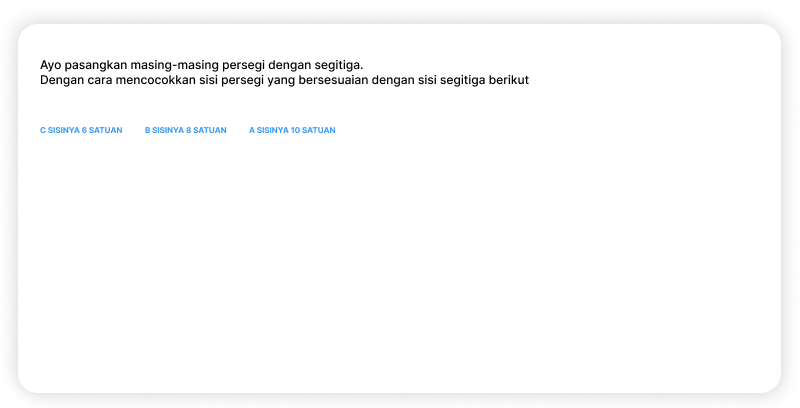 Ayo pasangkan masing-masing persegi dengan segitiga.
Dengan cara mencocokkan sisi persegi yang bersesuaian dengan sisi segitiga berikut
C SISINYA 6 SATUAN B SISINYA 8 SATUAN A SISINYA 10 SATUAN